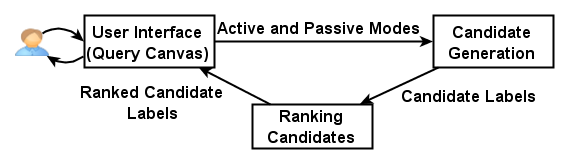 User Interface
(Query Canvas)
Active and Passive Modes
Candidate
Generation
Ranked Candidate
Labels
Candidate Labels
Ranking
Candidates